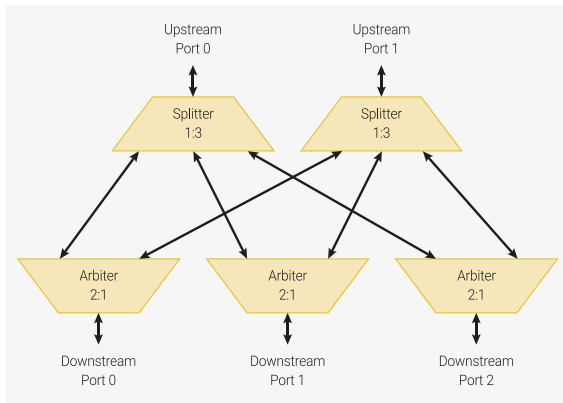 Upstream
Port 0
Upstream
Port 1
Splitter
1:3
Splitter
1:3
Arbiter
2:1
Arbiter
2:1
Arbiter
2:1
Downstream
Port 0
Downstream
Port 1
Downstream
Port 2